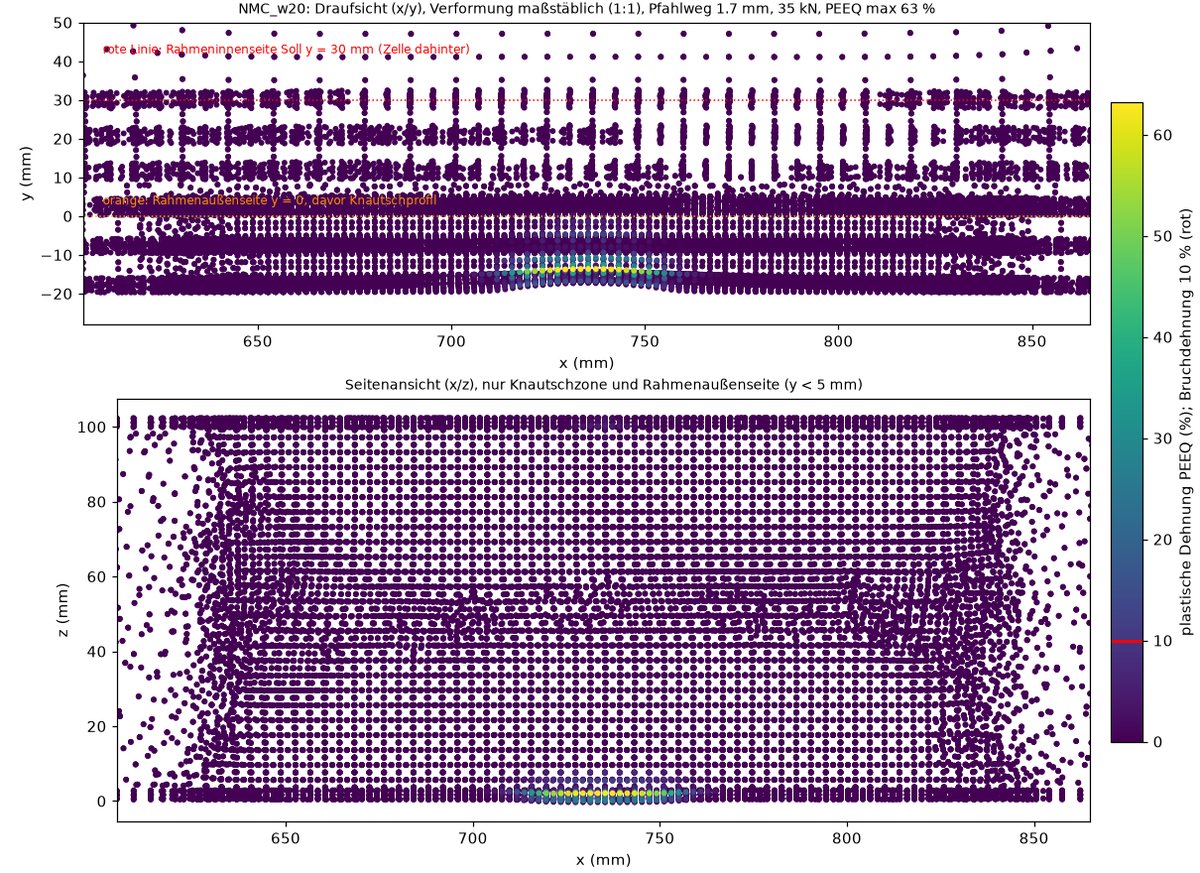 NMC_w20: Draufsicht (x/y), Verformung maßstäblich (1:1), Pfahlweg 1.7 mm, 35 kN, PEEQ max 63 %
50
rote Linie: Rahmeninnenseite Soll y = 30 mm (Zelle dahinter)
40
30
20
10
orange: Rahmenaußenseite y = 0, davor Knautschprofil
0
−10
−20
y (mm)
650 700 750 800 850
x (mm)
Seitenansicht (x/z), nur Knautschzone und Rahmenaußenseite (y < 5 mm)
100
80
60
40
20
0
z (mm)
650 700 750 800 850
x (mm)
60
50
40
30
20
10
0
plastische Dehnung PEEQ (%); Bruchdehnung 10 % (rot)